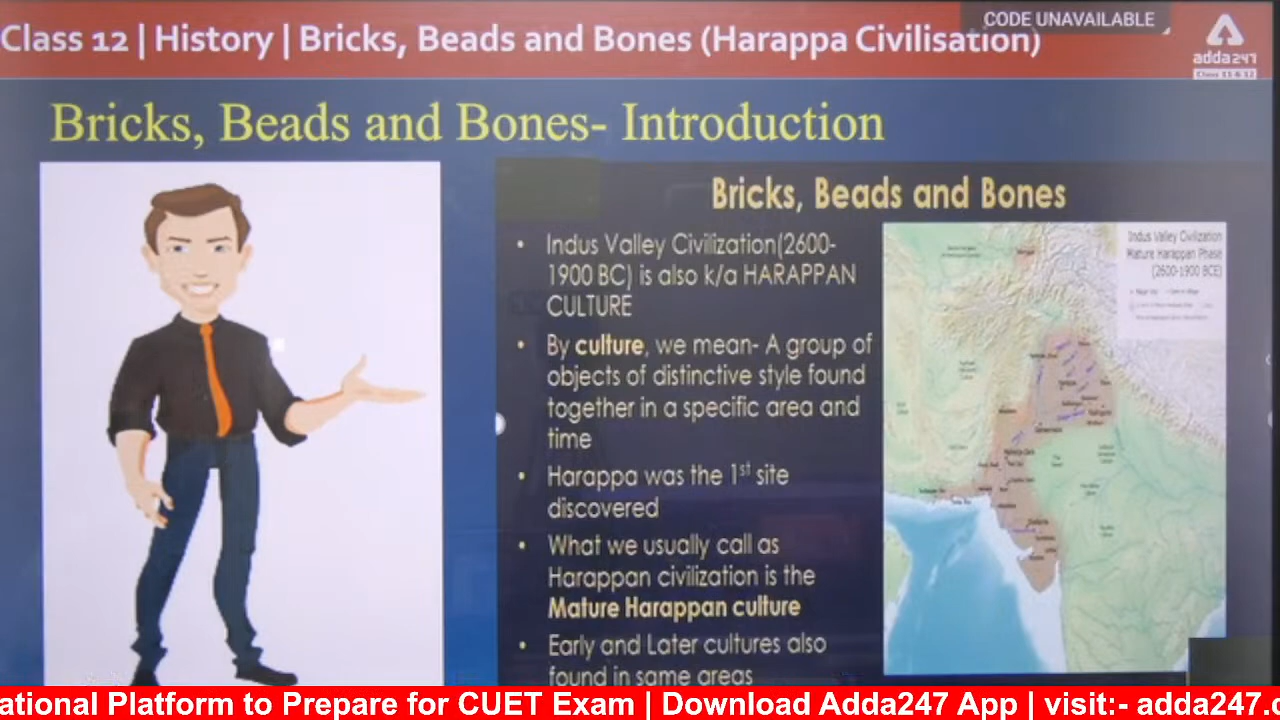 CODE UNAVAILABLE
Class 12 | History | Bricks, Beads and Bones (Harappa Civilisation)
adda247
Class 11 & 12
Bricks, Beads and Bones- Introduction
Bricks, Beads and Bones
• Indus Valley Civilization(2600-
1900 BC) is also k/a HARAPPAN
CULTURE
• By culture, we mean- A group of
objects of distinctive style found
together in a specific area and
time
• Harappa was the 1st site
discovered
• What we usually call as
Harappan civilization is the
Mature Harappan culture
• Early and Later cultures also
found in same areas
Indus Valley Civilization
Mature Harappan Phase
(2600-1900 BCE)
ational Platform to Prepare for CUET Exam | Download Adda247 App | visit:- adda247.c